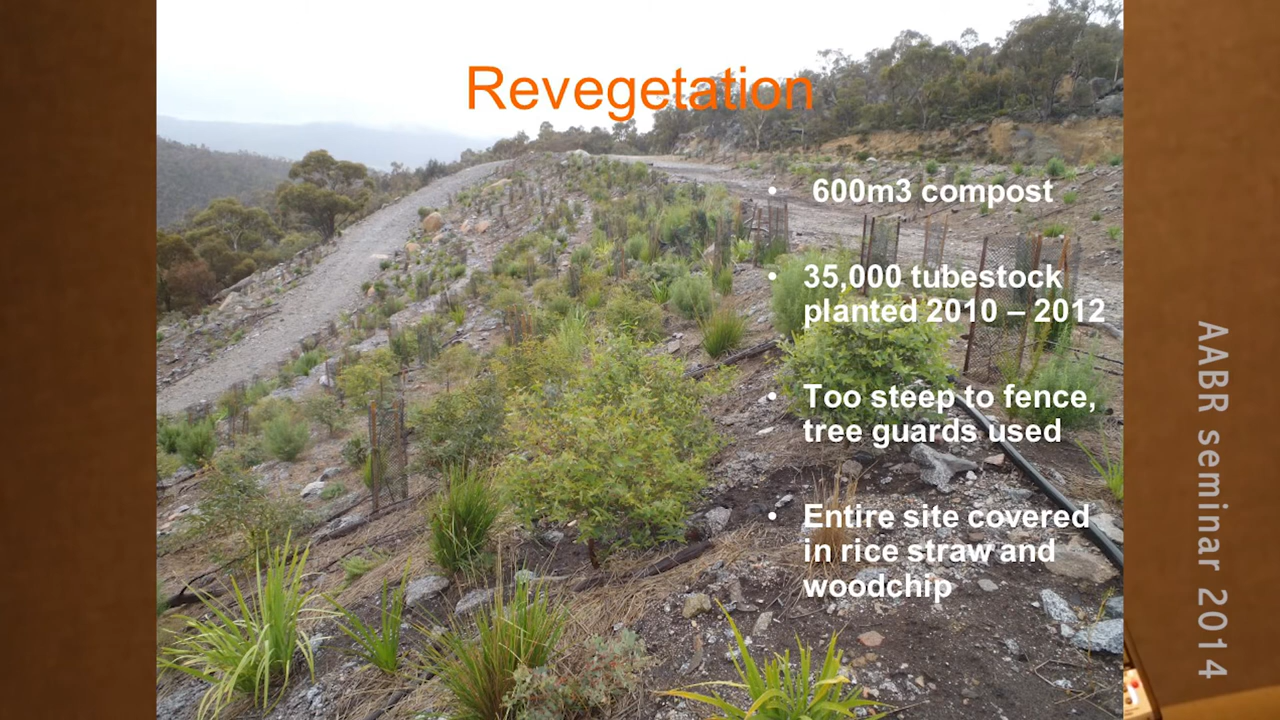 Revegetation
• 600m3 compost
• 35,000 tubestock
planted 2010 – 2012
• Too steep to fence,
tree guards used
• Entire site covered
in rice straw and
woodchip
AABR seminar 2014